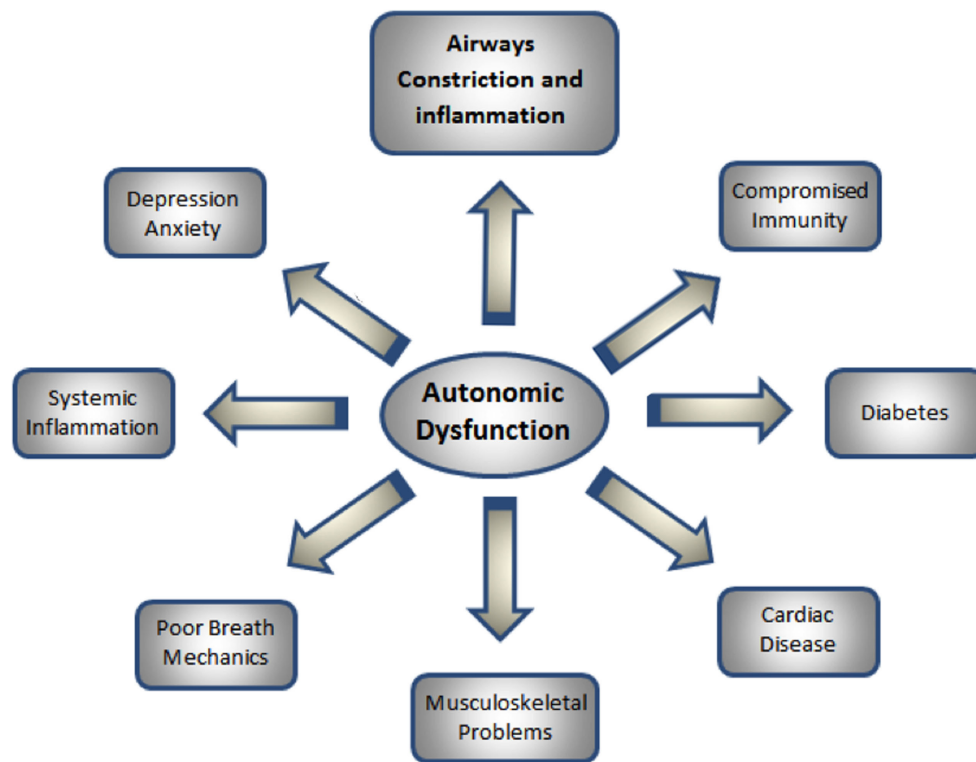 Airways
Constriction and
inflammation
Depression
Anxiety
Compromised
Immunity
Systemic
Inflammation
Autonomic
Dysfunction
Diabetes
Poor Breath
Mechanics
Musculoskeletal
Problems
Cardiac
Disease